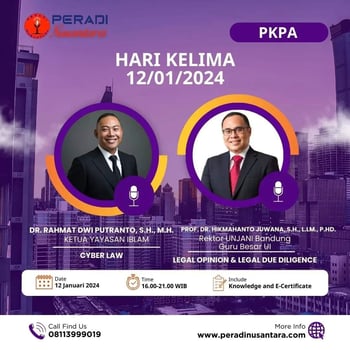 PERADI
Nusantara
PKPA
HARI KELIMA
12/01/2024
DR. RAHMAT DWI PUTRANTO, S.H., M.H.
KETUA YAYASAN IBLAM
CYBER LAW
PROF. DR. HIKMAHANTO JUWANA, S.H., LL.M., P.HD.
Rektor UNJANI Bandung
Guru Besar UI
LEGAL OPINION & LEGAL DUE DILIGENCE
Date
12 Januari 2024
Time
16.00-21.00 WIB
Include
Knowledge and E-Certificate
Call Find Us
08113999019
More Info
www.peradinusantara.com